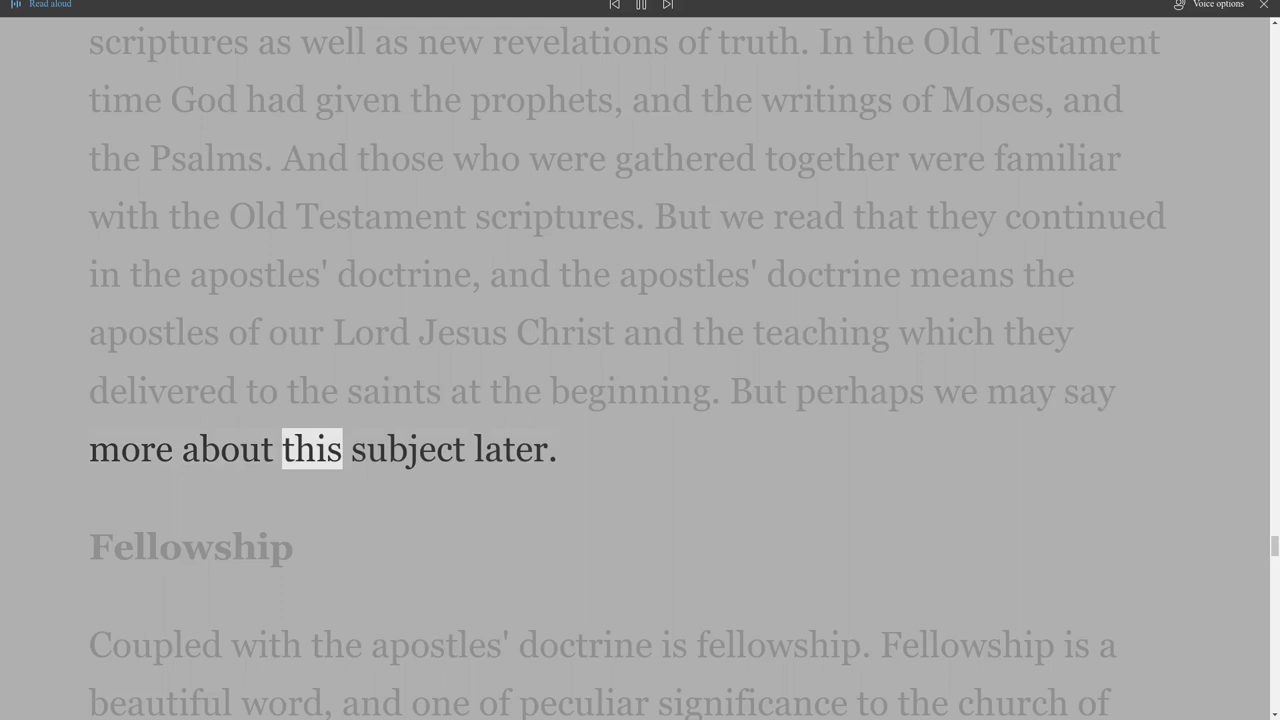 Read aloud
Voice options
scriptures as well as new revelations of truth. In the Old Testament
time God had given the prophets, and the writings of Moses, and
the Psalms. And those who were gathered together were familiar
with the Old Testament scriptures. But we read that they continued
in the apostles' doctrine, and the apostles' doctrine means the
apostles of our Lord Jesus Christ and the teaching which they
delivered to the saints at the beginning. But perhaps we may say
more about this subject later.
Fellowship
Coupled with the apostles' doctrine is fellowship. Fellowship is a
beautiful word, and one of peculiar significance to the church of